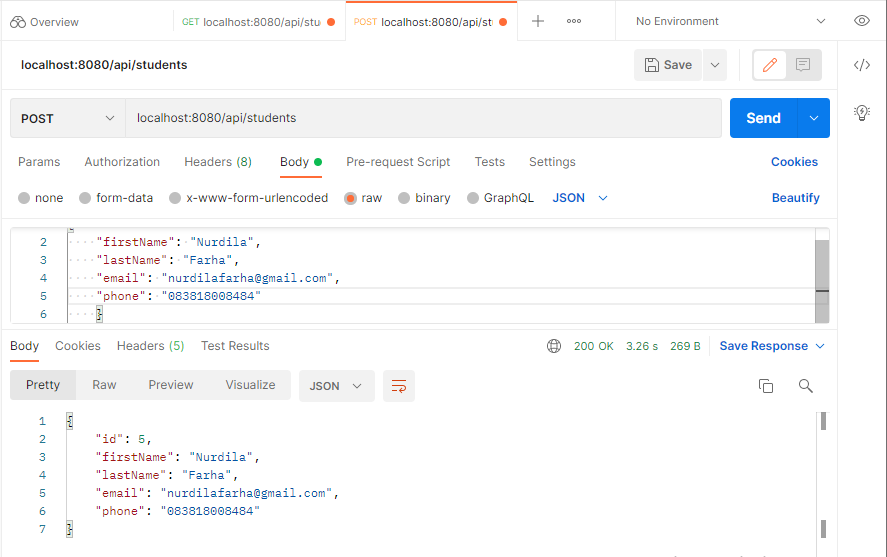 Overview
GET localhost:8080/api/stu
POST localhost:8080/api/students
No Environment
localhost:8080/api/students
Save
POST
localhost:8080/api/students
Send
Params Authorization Headers (8) Body Pre-request Script Tests Settings Cookies
none form-data x-www-form-urlencoded raw binary GraphQL JSON Beautify
2 "firstName": "Nurdila",
3 "lastName": "Farha",
4 "email": "nurdilafarha@gmail.com",
5 "phone": "083818008484"
6 }
Body Cookies Headers (5) Test Results 200 OK 3.26 s 269 B Save Response
Pretty Raw Preview Visualize JSON
1 {
2 "id": 5,
3 "firstName": "Nurdila",
4 "lastName": "Farha",
5 "email": "nurdilafarha@gmail.com",
6 "phone": "083818008484"
7 }